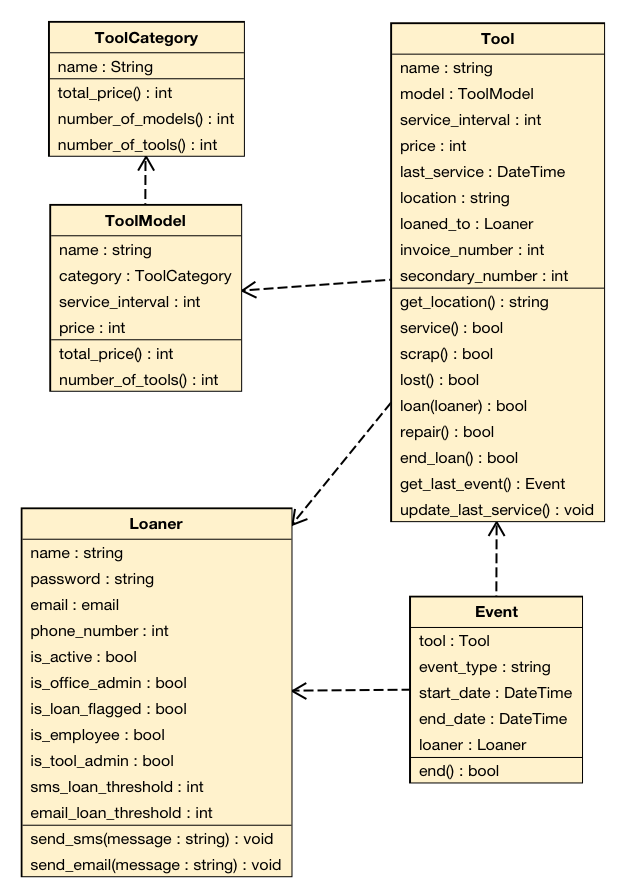 ToolCategory
name : String
total_price() : int
number_of_models() : int
number_of_tools() : int
ToolModel
name : string
category : ToolCategory
service_interval : int
price : int
total_price() : int
number_of_tools() : int
Tool
name : string
model : ToolModel
service_interval : int
price : int
last_service : DateTime
location : string
loaned_to : Loaner
invoice_number : int
secondary_number : int
get_location() : string
service() : bool
scrap() : bool
lost() : bool
loan(loaner) : bool
repair() : bool
end_loan() : bool
get_last_event() : Event
update_last_service() : void
Loaner
name : string
password : string
email : email
phone_number : int
is_active : bool
is_office_admin : bool
is_loan_flagged : bool
is_employee : bool
is_tool_admin : bool
sms_loan_threshold : int
email_loan_threshold : int
send_sms(message : string) : void
send_email(message : string) : void
Event
tool : Tool
event_type : string
start_date : DateTime
end_date : DateTime
loaner : Loaner
end() : bool